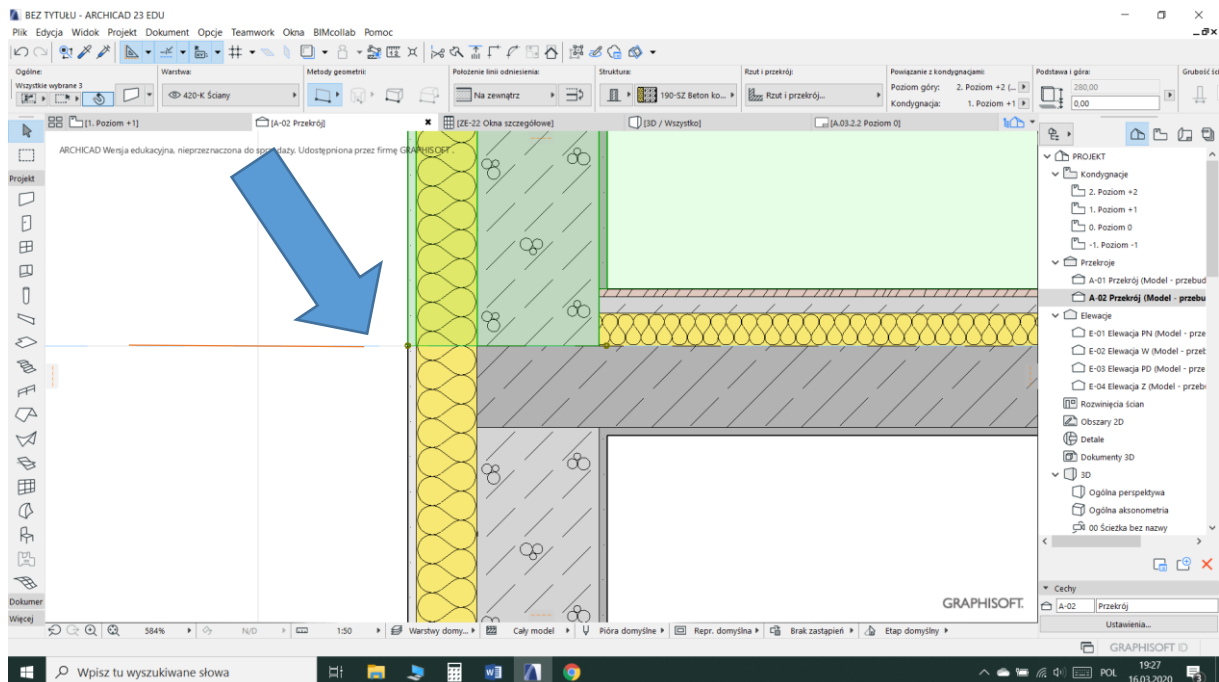 BEZ TYTUŁU - ARCHICAD 23 EDU
Plik Edycja Widok Projekt Dokument Opcje Teamwork Okna BIMcollab Pomoc
Ogólne: Warstwa: Metody geometrii: Położenie linii odniesienia: Struktura: Rzut i przekrój: Powiązanie z kondygnacjami: Podstawa i góra: Grubość ści
Wszystkie wybrane 3
420-K Ściany
Na zewnątrz
190-SZ Beton ko...
Rzut i przekrój...
Poziom góry: 2. Poziom +2 (...
Kondygnacja: 1. Poziom +1
280,00
0,00
[1. Poziom +1] [A-02 Przekrój] [ZE-22 Okna szczegółowe] [3D / Wszystko] [A.03.2.2 Poziom 0]
ARCHICAD Wersja edukacyjna, nieprzeznaczona do sprzedaży. Udostępniona przez firmę GRAPHISOFT.
Projekt
Dokumer
Więcej
PROJEKT
Kondygnacje
2. Poziom +2
1. Poziom +1
0. Poziom 0
-1. Poziom -1
Przekroje
A-01 Przekrój (Model - przebud
A-02 Przekrój (Model - przebu
Elewacje
E-01 Elewacja PN (Model - prze
E-02 Elewacja W (Model - przeb
E-03 Elewacja PD (Model - prze
E-04 Elewacja Z (Model - przebu
Rozwinięcia ścian
Obszary 2D
Detale
Dokumenty 3D
3D
Ogólna perspektywa
Ogólna aksonometria
00 Ścieżka bez nazwy
Cechy
A-02 Przekrój
Ustawienia...
GRAPHISOFT ID
GRAPHISOFT.
584% N/D 1:50 Warstwy domy... Cały model Pióra domyślne Repr. domyślna Brak zastąpień Etap domyślny
Wpisz tu wyszukiwane słowa
POL
19:27
16.03.2020